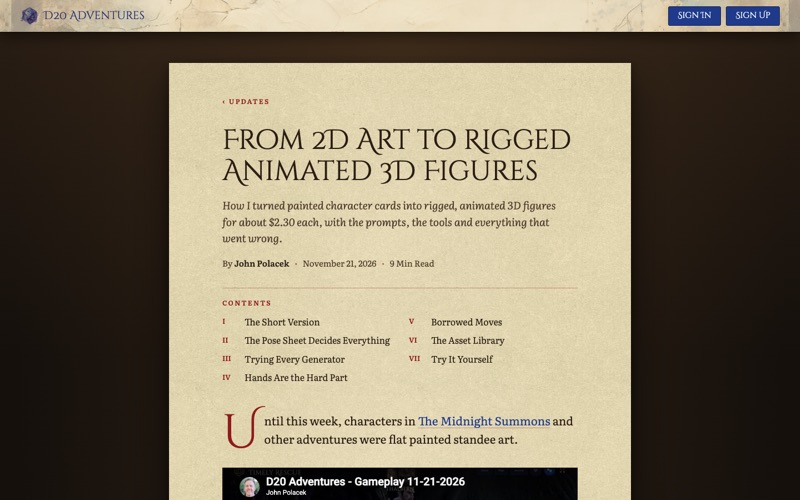 D20 ADVENTURES
SIGN IN
SIGN UP
‹ UPDATES
FROM 2D ART TO RIGGED
ANIMATED 3D FIGURES
How I turned painted character cards into rigged, animated 3D figures
for about $2.30 each, with the prompts, the tools and everything that
went wrong.
By John Polacek · November 21, 2026 · 9 Min Read
CONTENTS
I The Short Version
II The Pose Sheet Decides Everything
III Trying Every Generator
IV Hands Are the Hard Part
V Borrowed Moves
VI The Asset Library
VII Try It Yourself
Until this week, characters in The Midnight Summons and
other adventures were flat painted standee art.
TIMELY RESCUE
D20 Adventures - Gameplay 11-21-2026
John Polacek